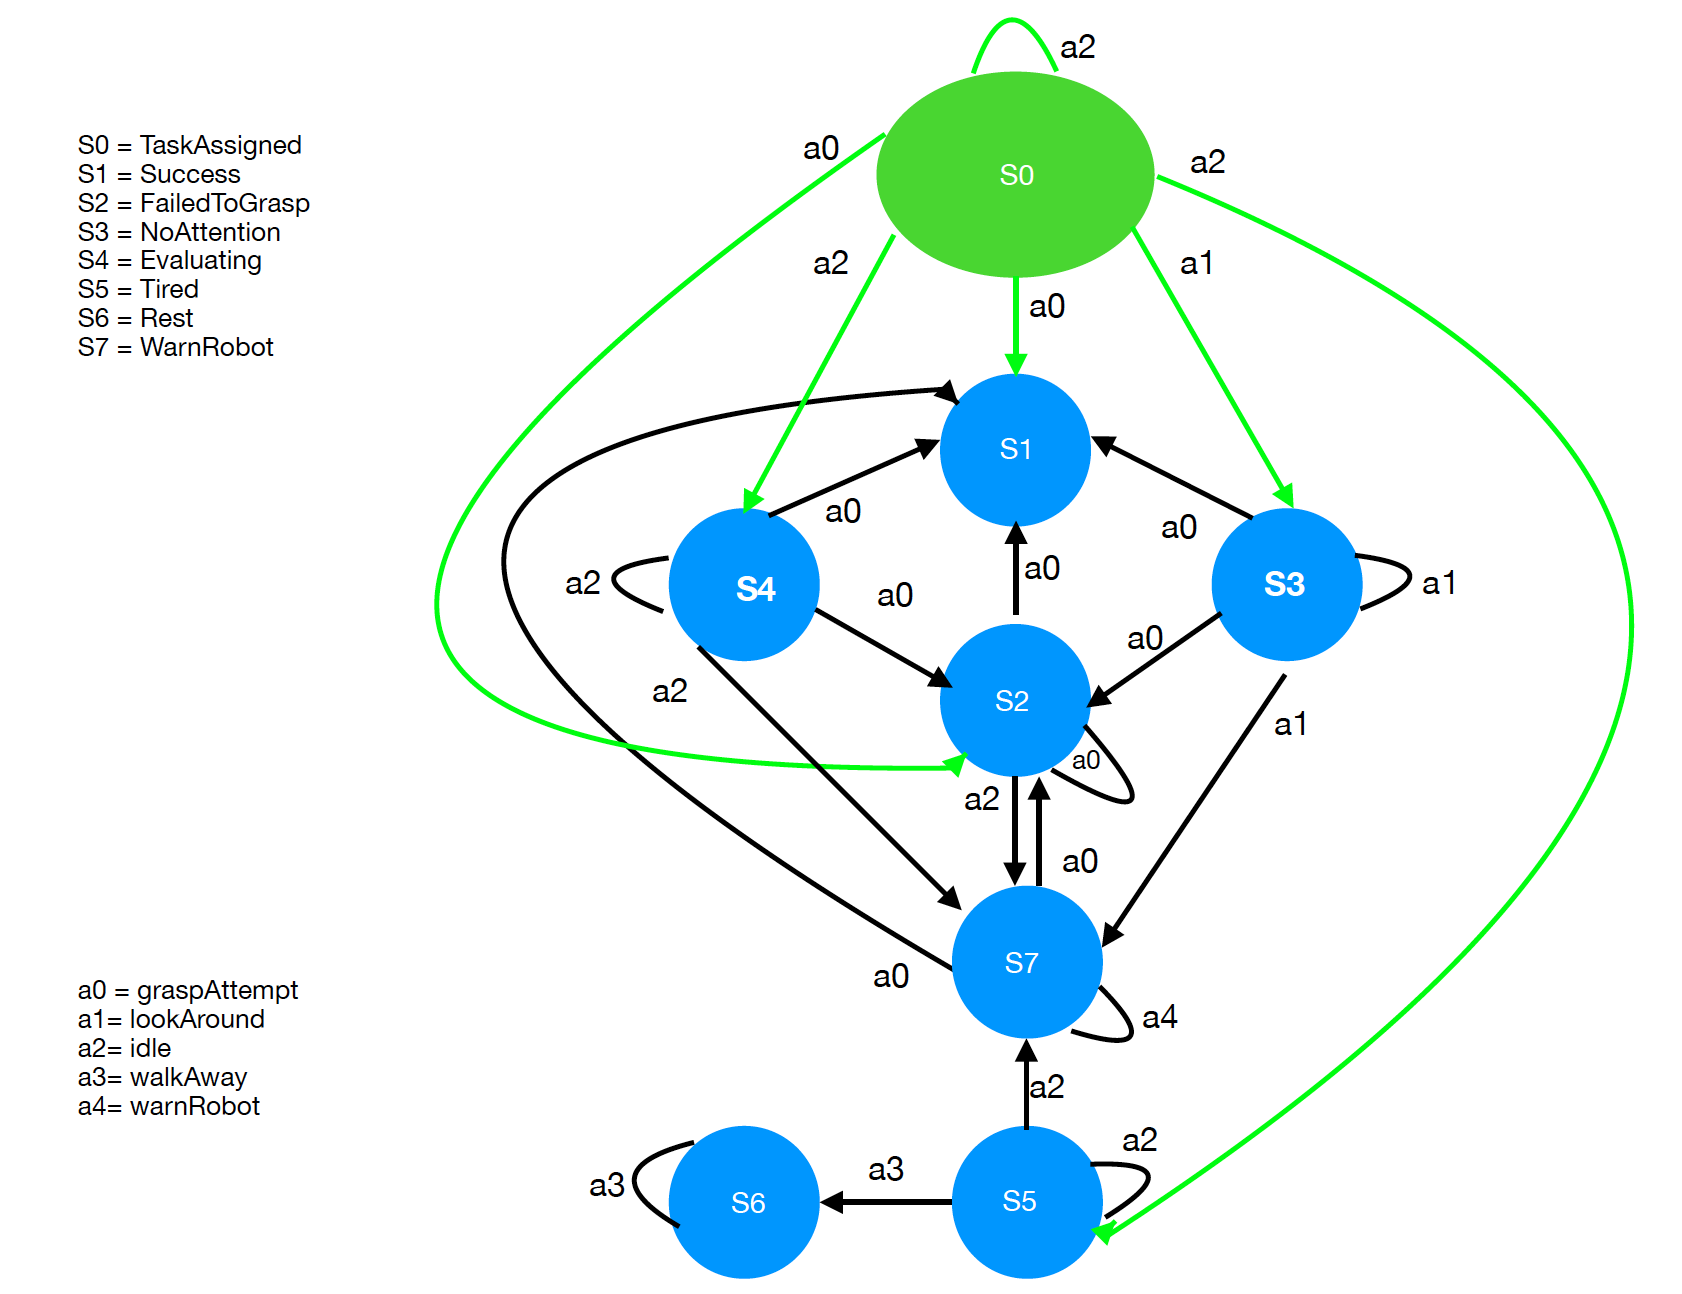 a2
S0 = TaskAssigned
S1 = Success
S2 = FailedToGrasp
S3 = NoAttention
S4 = Evaluating
S5 = Tired
S6 = Rest
S7 = WarnRobot
a0
S0
a2
a2
a1
a0
S1
a0
a0
a2
S4
a0
a0
S3
a1
a0
a2
S2
a1
a0
a2
a0
S7
a0
a4
a0 = graspAttempt
a1= lookAround
a2= idle
a3= walkAway
a4= warnRobot
a2
a2
a3
a3
S6
S5